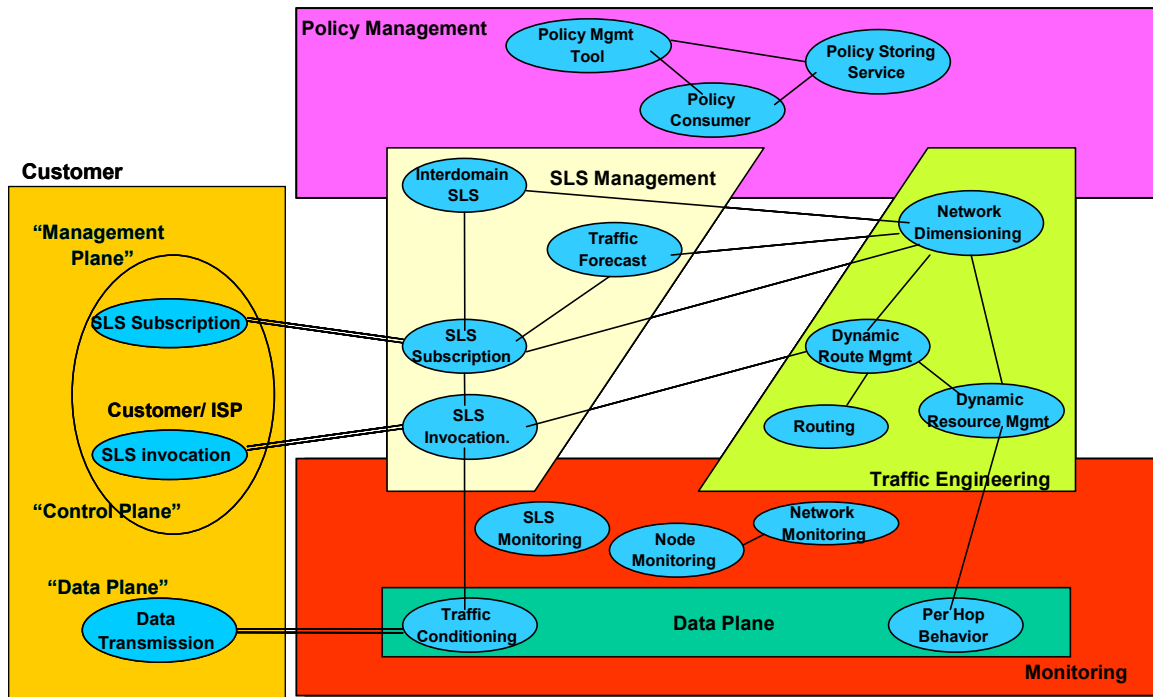 Policy Management
Policy Mgmt
Tool
Policy Storing
Service
Policy
Consumer
Customer
Interdomain
SLS
SLS Management
Network
Dimensioning
“Management
Plane”
Traffic
Forecast
SLS Subscription
SLS
Subscription
Dynamic
Route Mgmt
Customer/ ISP
SLS
Invocation.
Dynamic
Resource Mgmt
Routing
SLS invocation
Traffic Engineering
“Control Plane”
SLS
Monitoring
Node
Monitoring
Network
Monitoring
“Data Plane”
Data
Transmission
Traffic
Conditioning
Data Plane
Per Hop
Behavior
Monitoring